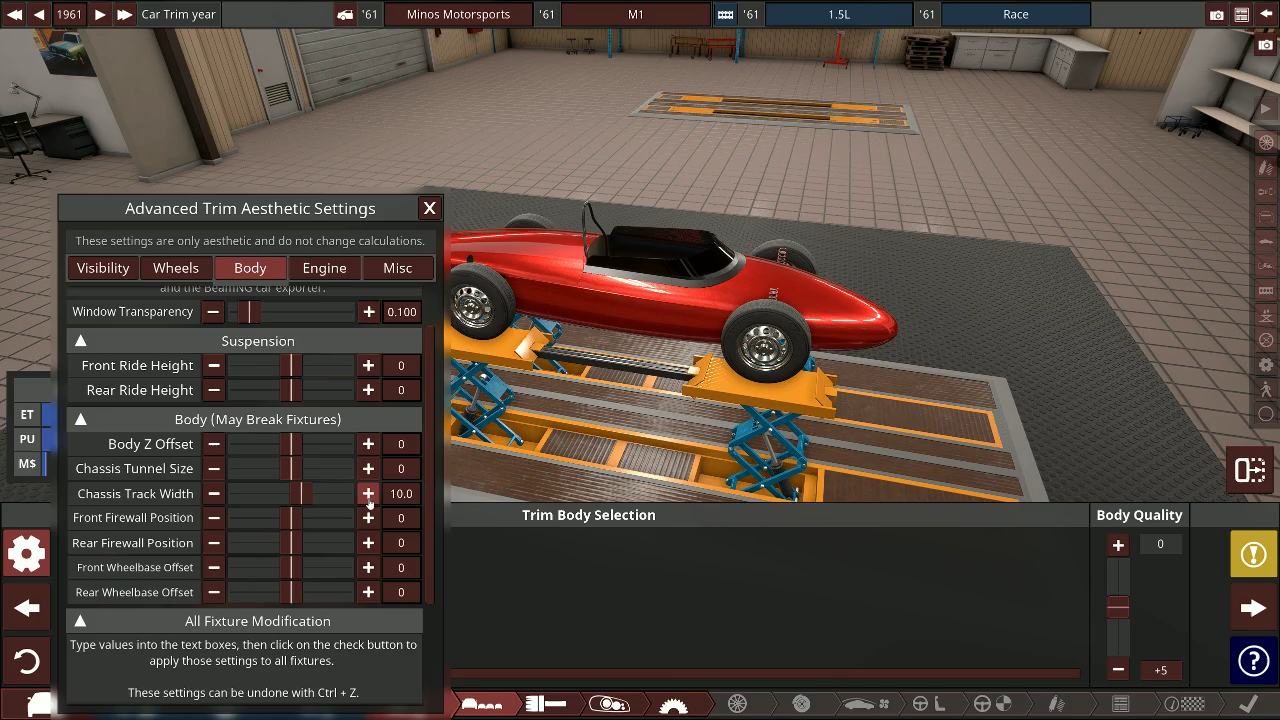 1961 Car Trim year '61 Minos Motorsports '61 M1 '61 1.5L '61 Race
Advanced Trim Aesthetic Settings X
These settings are only aesthetic and do not change calculations.
Visibility Wheels Body Engine Misc
and the BeamNG car exporter.
Window Transparency 0.100
Suspension
Front Ride Height 0
Rear Ride Height 0
Body (May Break Fixtures)
Body Z Offset 0
Chassis Tunnel Size 0
Chassis Track Width 10.0
Front Firewall Position 0
Rear Firewall Position 0
Front Wheelbase Offset 0
Rear Wheelbase Offset 0
All Fixture Modification
Type values into the text boxes, then click on the check button to
apply those settings to all fixtures.
These settings can be undone with Ctrl + Z.
ET
PU
M$
Trim Body Selection
Body Quality
0
+5